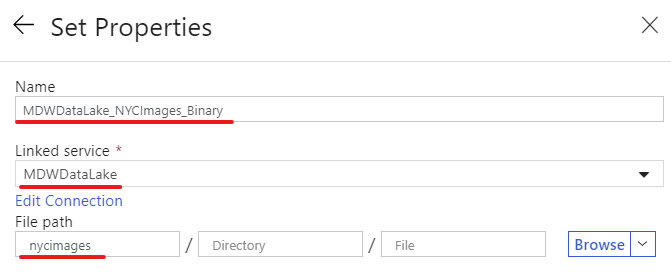 Set Properties
Name
MDWDataLake_NYCImages_Binary
Linked service *
MDWDataLake
Edit Connection
File path
nycimages / Directory / File Browse